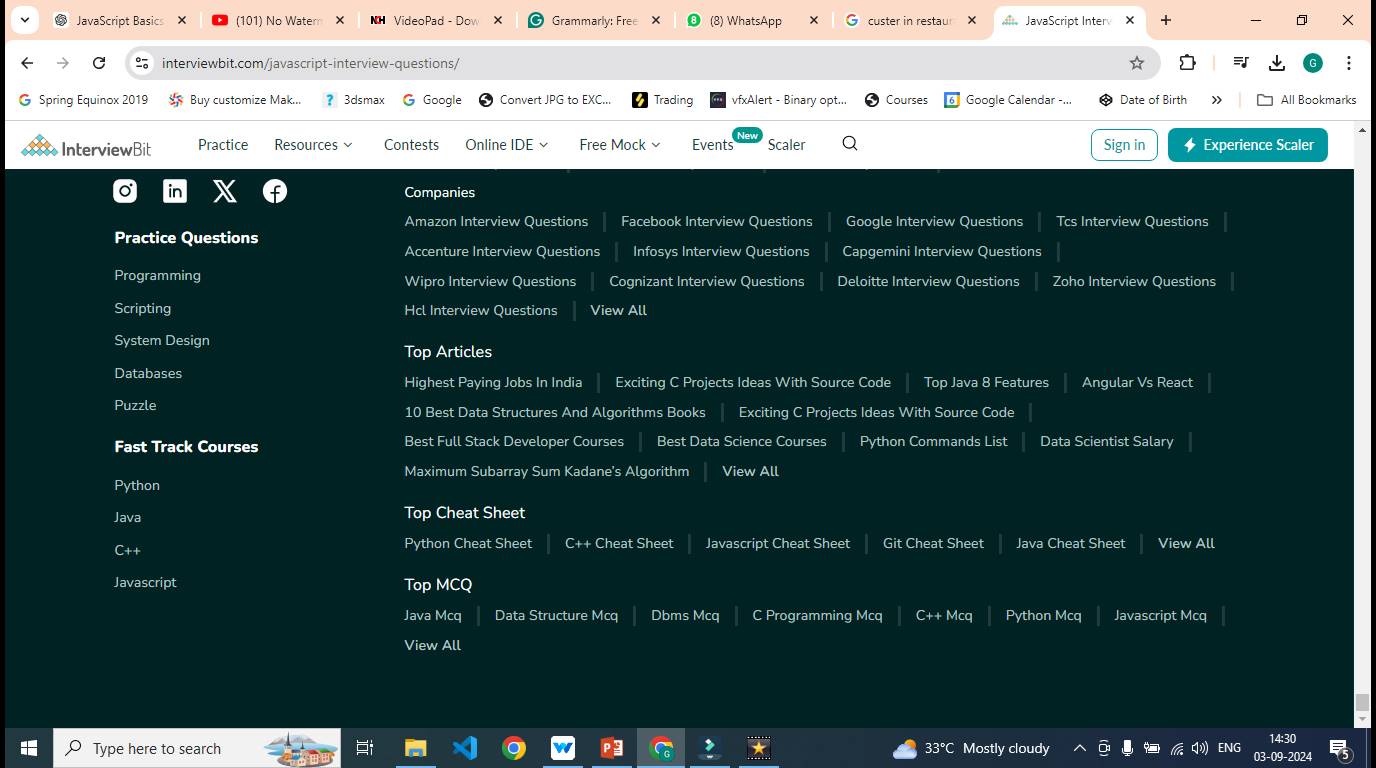 JavaScript Basics
(101) No Waterm
NCH VideoPad - Dow
Grammarly: Free
8 (8) WhatsApp
custer in restaur
JavaScript Interv
interviewbit.com/javascript-interview-questions/
G
Spring Equinox 2019
Buy customize Mak...
? 3dsmax
Google
Convert JPG to EXC...
Trading
vfxAlert - Binary opt...
Courses
6 Google Calendar -...
Date of Birth
All Bookmarks
InterviewBit
Practice
Resources
Contests
Online IDE
Free Mock
Events New
Scaler
Sign in
Experience Scaler
Practice Questions
Programming
Scripting
System Design
Databases
Puzzle
Fast Track Courses
Python
Java
C++
Javascript
Companies
Amazon Interview Questions | Facebook Interview Questions | Google Interview Questions | Tcs Interview Questions |
Accenture Interview Questions | Infosys Interview Questions | Capgemini Interview Questions |
Wipro Interview Questions | Cognizant Interview Questions | Deloitte Interview Questions | Zoho Interview Questions |
Hcl Interview Questions | View All
Top Articles
Highest Paying Jobs In India | Exciting C Projects Ideas With Source Code | Top Java 8 Features | Angular Vs React |
10 Best Data Structures And Algorithms Books | Exciting C Projects Ideas With Source Code |
Best Full Stack Developer Courses | Best Data Science Courses | Python Commands List | Data Scientist Salary |
Maximum Subarray Sum Kadane's Algorithm | View All
Top Cheat Sheet
Python Cheat Sheet | C++ Cheat Sheet | Javascript Cheat Sheet | Git Cheat Sheet | Java Cheat Sheet | View All
Top MCQ
Java Mcq | Data Structure Mcq | Dbms Mcq | C Programming Mcq | C++ Mcq | Python Mcq | Javascript Mcq |
View All
Type here to search
33°C Mostly cloudy
ENG
14:30
03-09-2024
5